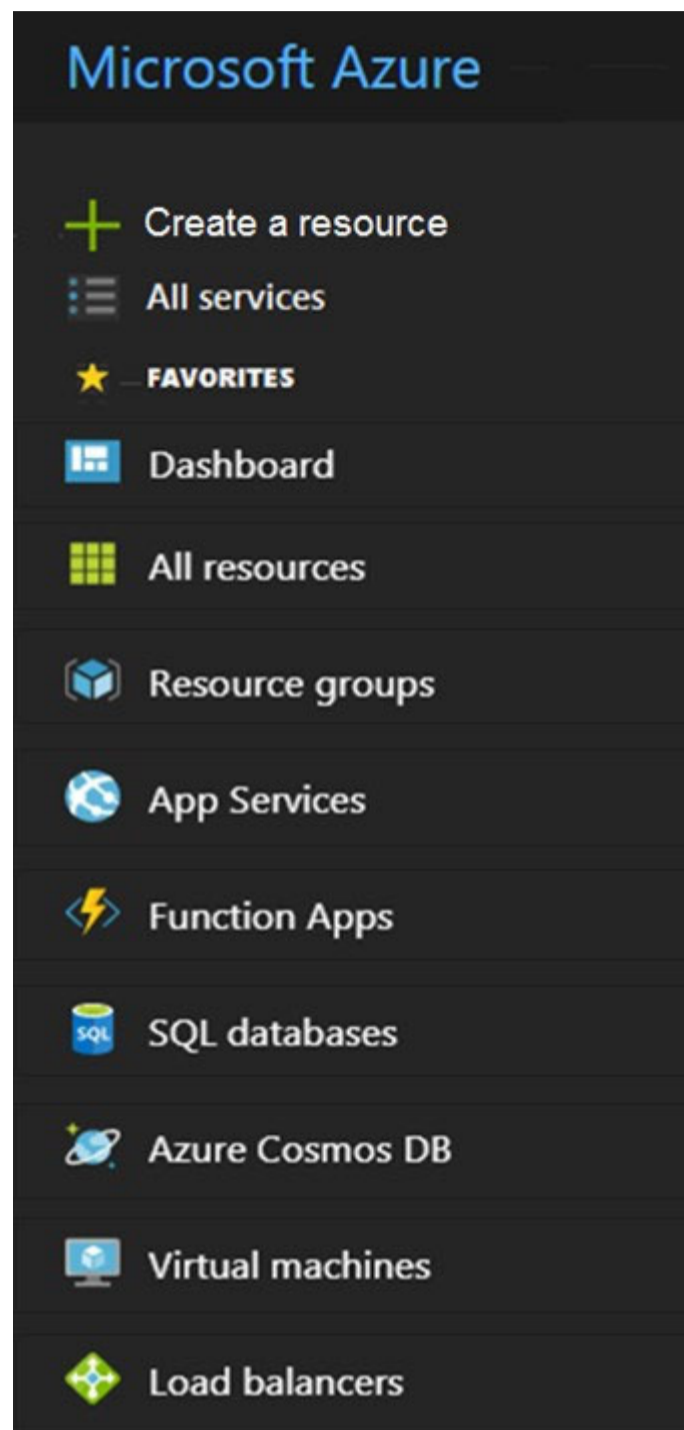 Microsoft Azure
Create a resource
All services
FAVORITES
Dashboard
All resources
Resource groups
App Services
Function Apps
SQL
SQL databases
Azure Cosmos DB
Virtual machines
Load balancers